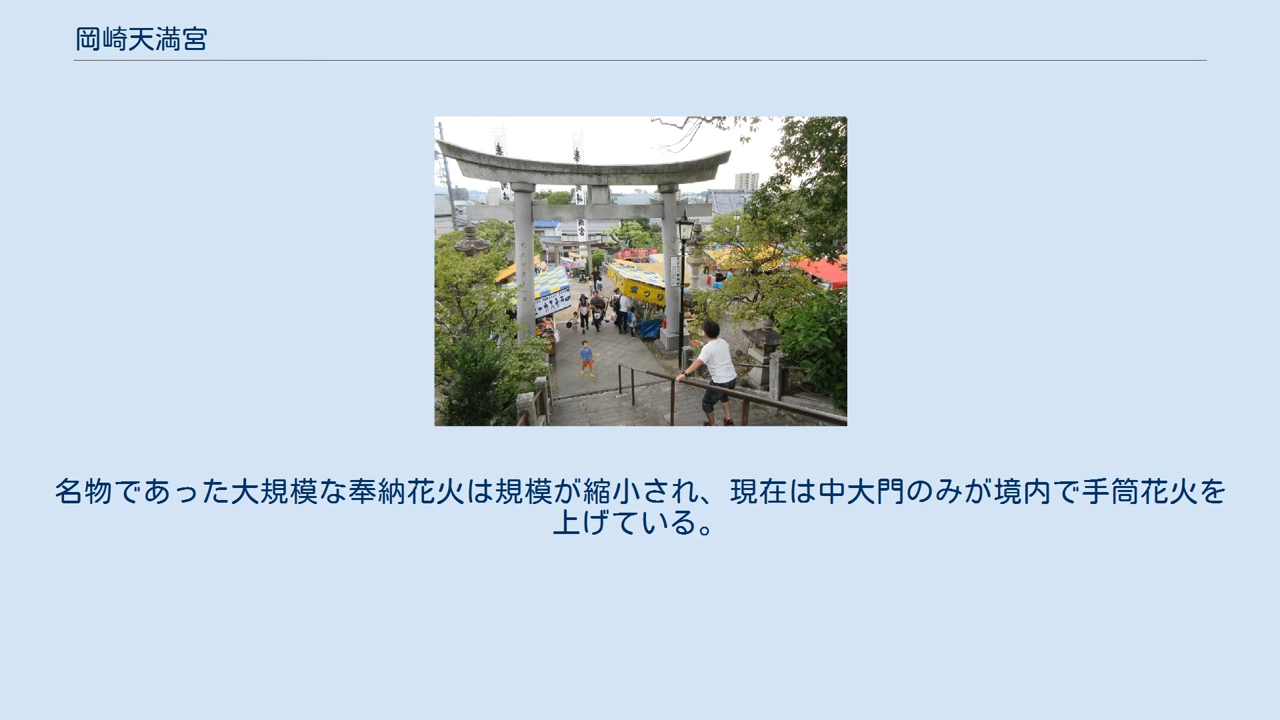 岡崎天満宮
名物であった大規模な奉納花火は規模が縮小され、現在は中大門のみが境内で手筒花火を
上げている。